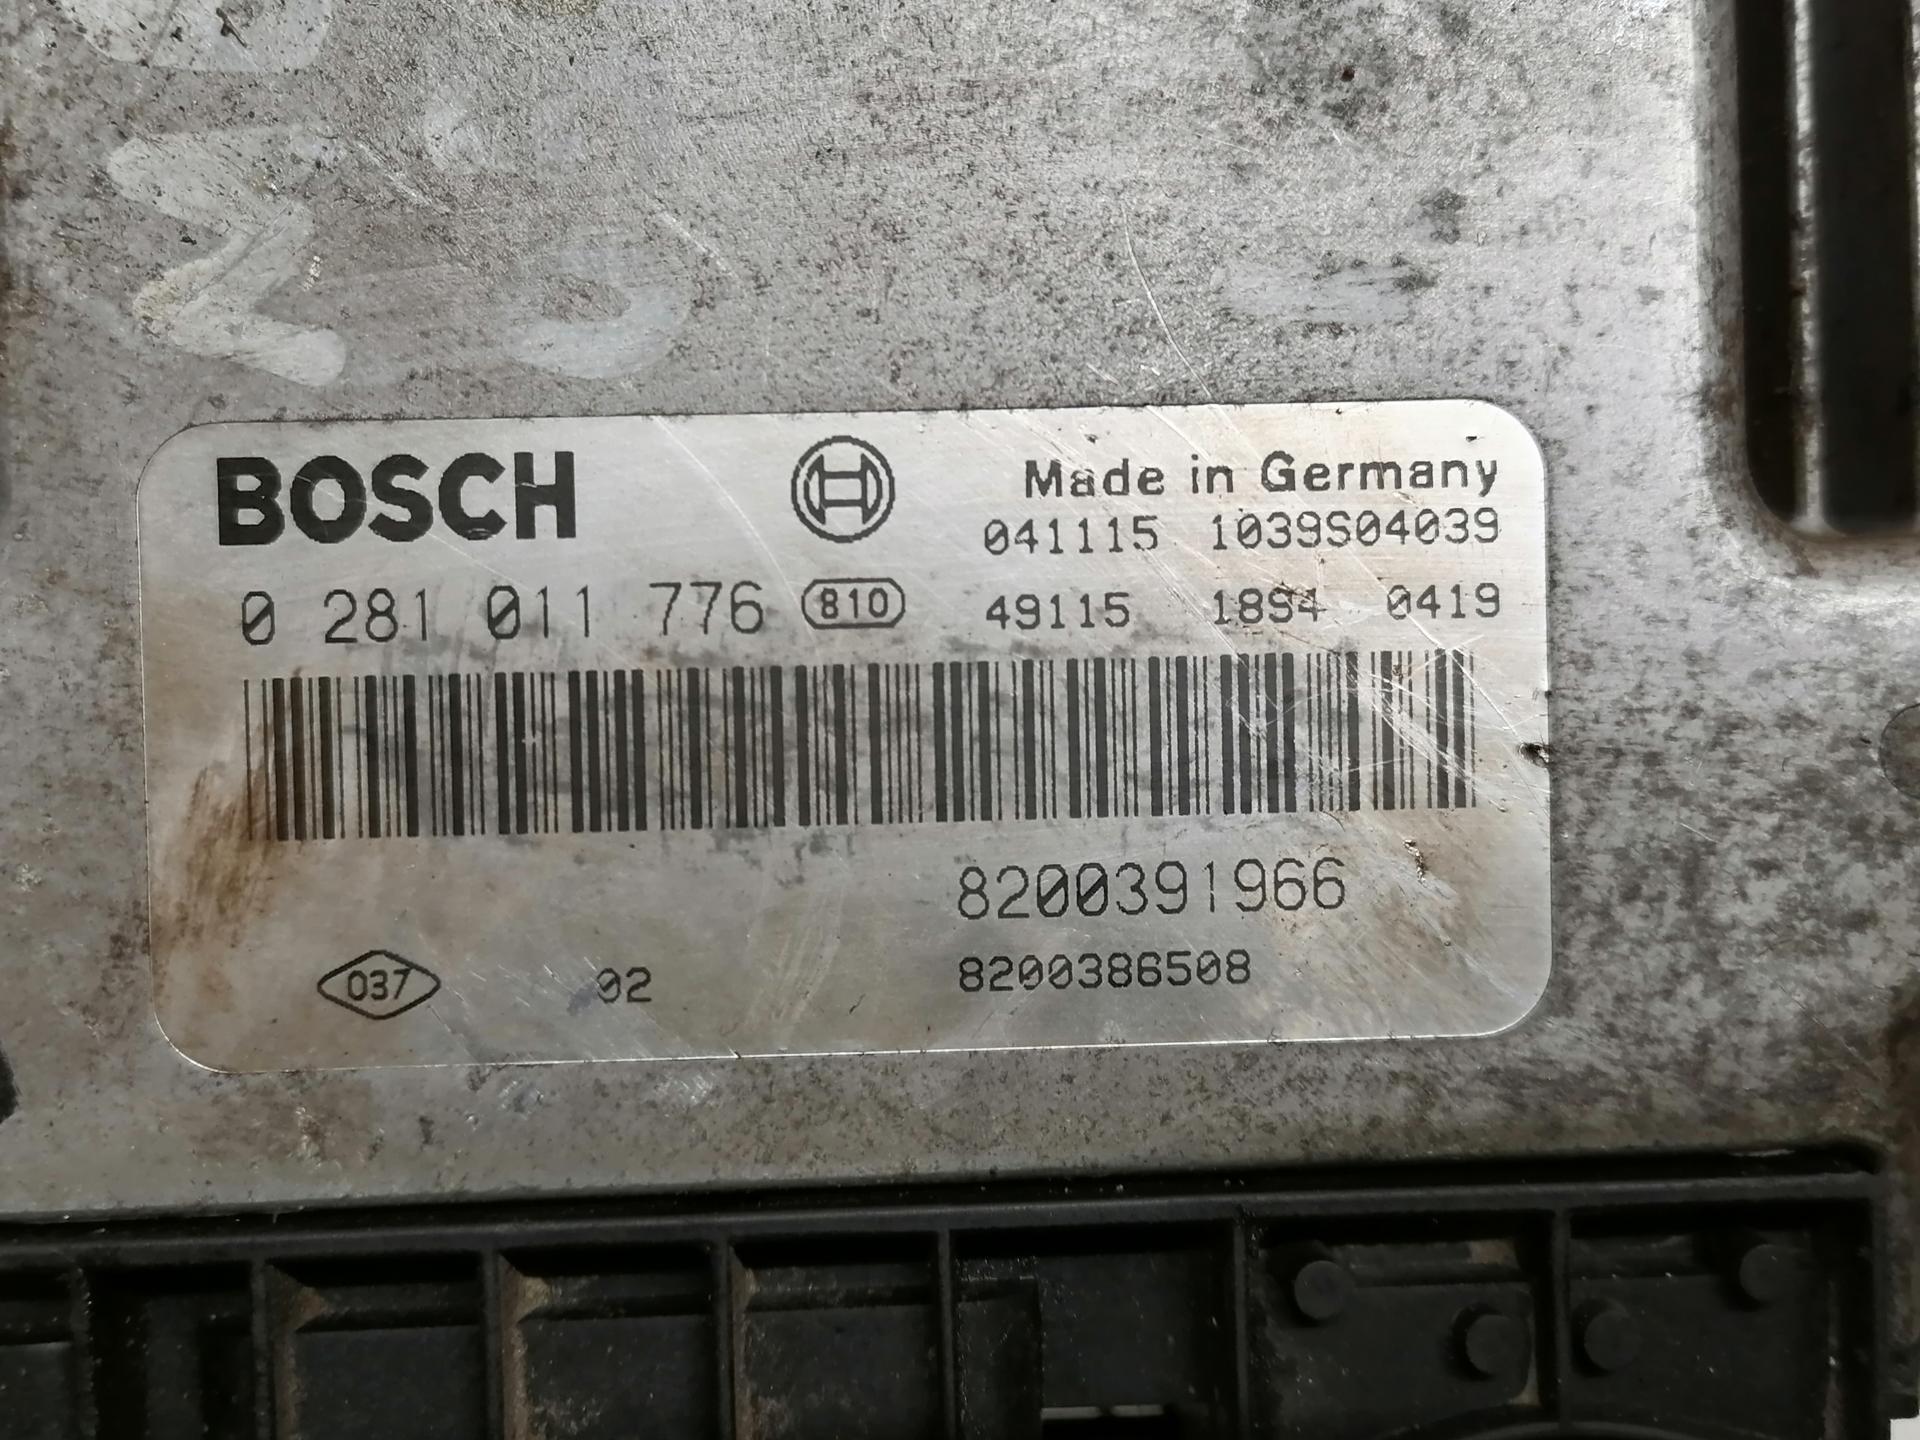 BOSCH
Made in Germany
041115 1039S04039
0 281 011 776 810 49115 1894 0419
8200391966
037 02 8200386508